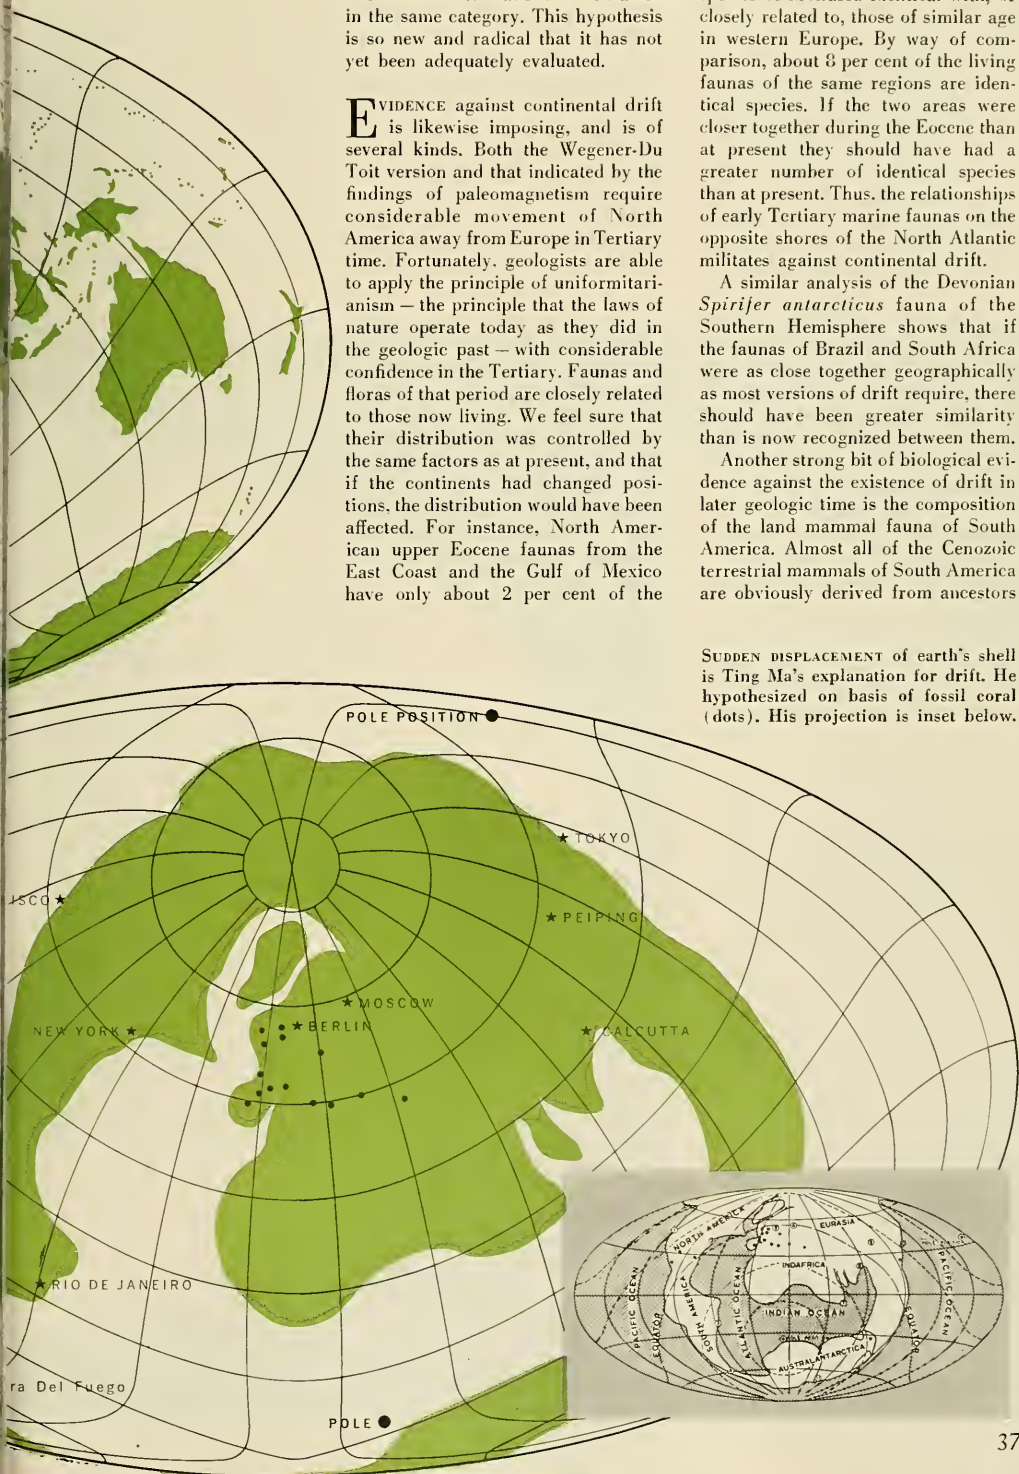 in the same category. This hypothesis
is so new and radical that it has not
yet been adequately evaluated.
EVIDENCE against continental drift
is likewise imposing, and is of
several kinds. Both the Wegener-Du
Toit version and that indicated by the
findings of paleomagnetism require
considerable movement of North
America away from Europe in Tertiary
time. Fortunately, geologists are able
to apply the principle of uniformitari-
anism — the principle that the laws of
nature operate today as they did in
the geologic past — with considerable
confidence in the Tertiary. Faunas and
floras of that period are closely related
to those now living. We feel sure that
their distribution was controlled by
the same factors as at present, and that
if the continents had changed posi-
tions, the distribution would have been
affected. For instance, North Amer-
ican upper Eocene faunas from the
East Coast and the Gulf of Mexico
have only about 2 per cent of the
closely related to, those of similar age
in western Europe. By way of com-
parison, about 8 per cent of the living
faunas of the same regions are iden-
tical species. If the two areas were
closer together during the Eocene than
at present they should have had a
greater number of identical species
than at present. Thus, the relationships
of early Tertiary marine faunas on the
opposite shores of the North Atlantic
militates against continental drift.
A similar analysis of the Devonian
Spirifer antarcticus fauna of the
Southern Hemisphere shows that if
the faunas of Brazil and South Africa
were as close together geographically
as most versions of drift require, there
should have been greater similarity
than is now recognized between them.
Another strong bit of biological evi-
dence against the existence of drift in
later geologic time is the composition
of the land mammal fauna of South
America. Almost all of the Cenozoic
terrestrial mammals of South America
are obviously derived from ancestors
SUDDEN DISPLACEMENT of earth's shell
is Ting Ma's explanation for drift. He
hypothesized on basis of fossil coral
(dots). His projection is inset below.
POLE POSITION
TOKYO
ISCO
PEIPING
MOSCOW
NEW YORK
BERLIN
CALCUTTA
RIO DE JANEIRO
ra Del Fuego
POLE
NORTH AMERICA
EURASIA
INDAFRICA
PACIFIC OCEAN
EQUATOR
SOUTH AMERICA
ATLANTIC OCEAN
INDIAN OCEAN
EQUATOR
PACIFIC OCEAN
AUSTRALANTARCTICA
37